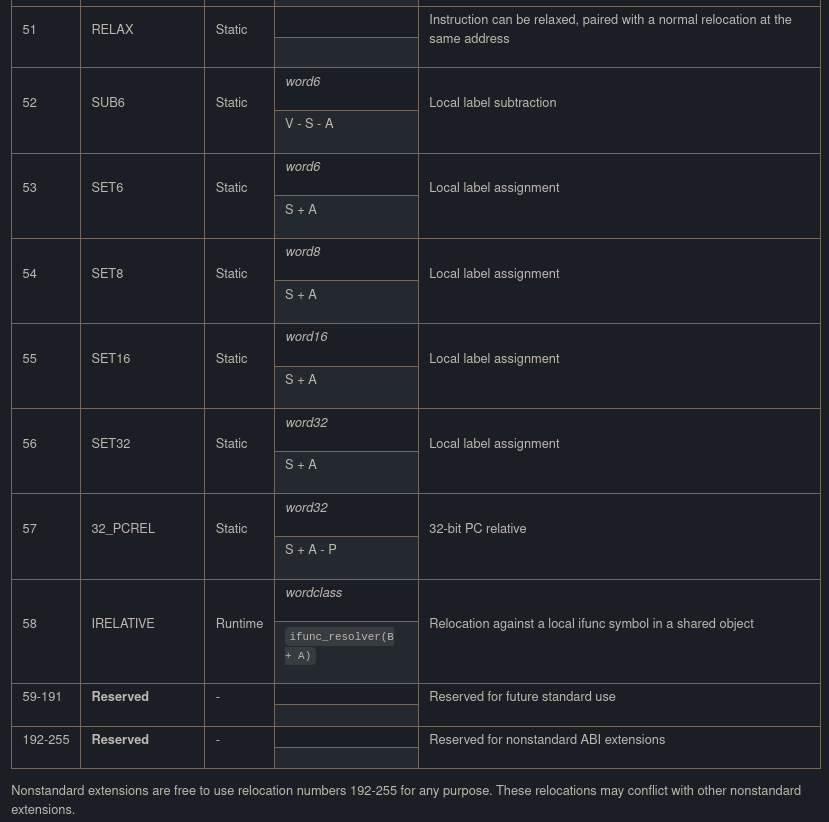 51 RELAX Static Instruction can be relaxed, paired with a normal relocation at the
same address
word6
52 SUB6 Static Local label subtraction
V - S - A
word6
53 SET6 Static Local label assignment
S + A
word8
54 SET8 Static Local label assignment
S + A
word16
55 SET16 Static Local label assignment
S + A
word32
56 SET32 Static Local label assignment
S + A
word32
57 32_PCREL Static 32-bit PC relative
S + A - P
wordclass
58 IRELATIVE Runtime Relocation against a local ifunc symbol in a shared object
ifunc_resolver(B
+ A)
59-191 Reserved - Reserved for future standard use
192-255 Reserved - Reserved for nonstandard ABI extensions
Nonstandard extensions are free to use relocation numbers 192-255 for any purpose. These relocations may conflict with other nonstandard
extensions.